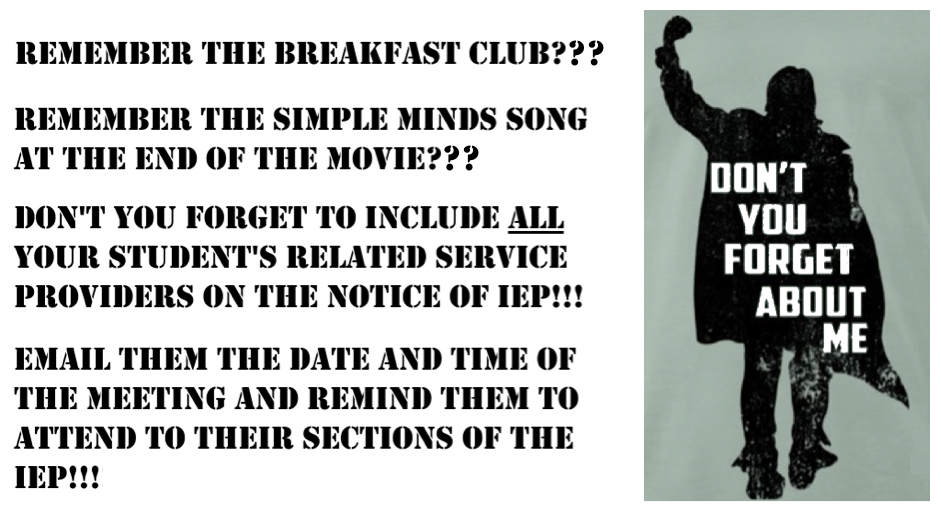 REMEMBER THE BREAKFAST CLUB???
REMEMBER THE SIMPLE MINDS SONG
AT THE END OF THE MOVIE???
DON'T YOU FORGET TO INCLUDE ALL
YOUR STUDENT'S RELATED SERVICE
PROVIDERS ON THE NOTICE OF IEP!!!
EMAIL THEM THE DATE AND TIME OF
THE MEETING AND REMIND THEM TO
ATTEND TO THEIR SECTIONS OF THE
IEP!!!
DON'T
YOU
FORGET
ABOUT
ME